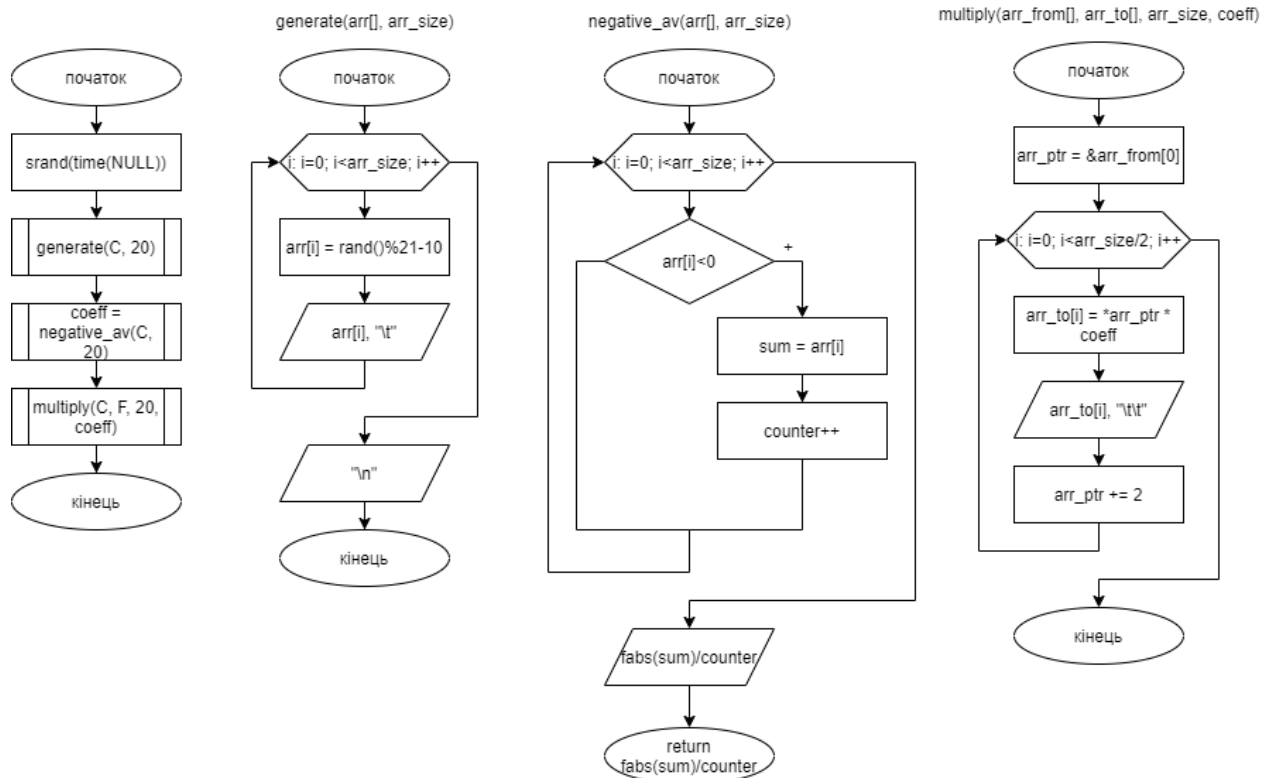 початок
srand(time(NULL))
generate(C, 20)
coeff =
negative_av(C,
20)
multiply(C, F, 20,
coeff)
кінець
generate(arr[], arr_size)
початок
i: i=0; i<arr_size; i++
arr[i] = rand()%21-10
arr[i], "\t"
"\n"
кінець
negative_av(arr[], arr_size)
початок
i: i=0; i<arr_size; i++
arr[i]<0
+
sum = arr[i]
counter++
fabs(sum)/counter
return
fabs(sum)/counter
multiply(arr_from[], arr_to[], arr_size, coeff)
початок
arr_ptr = &arr_from[0]
i: i=0; i<arr_size/2; i++
arr_to[i] = *arr_ptr *
coeff
arr_to[i], "\t\t"
arr_ptr += 2
кінець